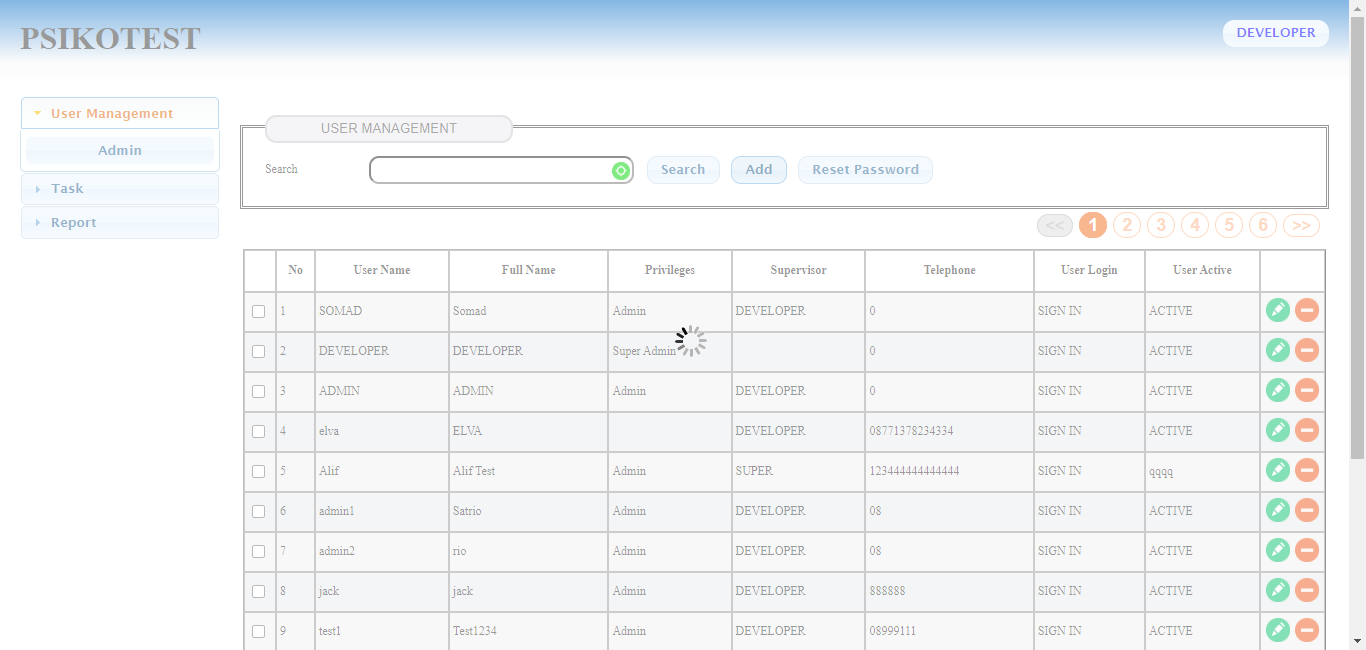 PSIKOTEST
DEVELOPER
User Management
Admin
Task
Report
USER MANAGEMENT
Search Search Add Reset Password
<< 1 2 3 4 5 6 >>
No User Name Full Name Privileges Supervisor Telephone User Login User Active
1 SOMAD Somad Admin DEVELOPER 0 SIGN IN ACTIVE
2 DEVELOPER DEVELOPER Super Admin 0 SIGN IN ACTIVE
3 ADMIN ADMIN Admin DEVELOPER 0 SIGN IN ACTIVE
4 elva ELVA DEVELOPER 08771378234334 SIGN IN ACTIVE
5 Alif Alif Test Admin SUPER 123444444444444 SIGN IN qqqq
6 admin1 Satrio Admin DEVELOPER 08 SIGN IN ACTIVE
7 admin2 rio Admin DEVELOPER 08 SIGN IN ACTIVE
8 jack jack Admin DEVELOPER 888888 SIGN IN ACTIVE
9 test1 Test1234 Admin DEVELOPER 08999111 SIGN IN ACTIVE